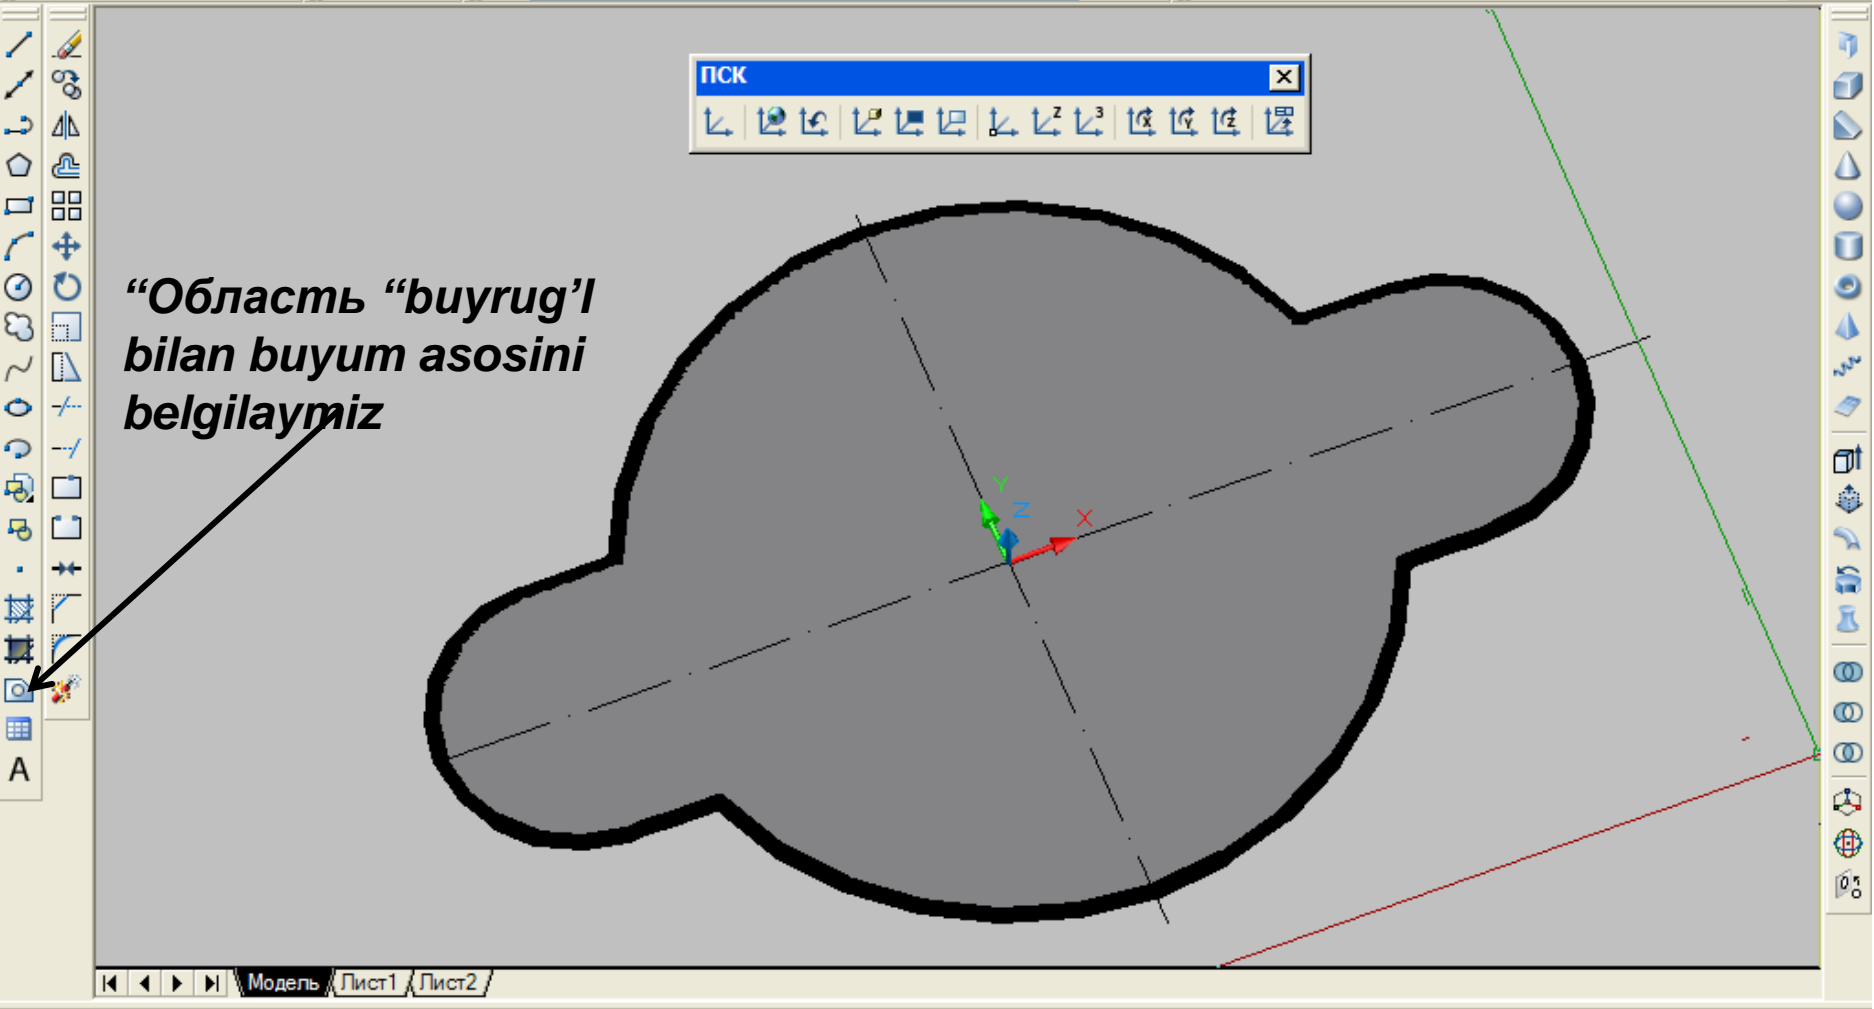 ПСК
“Область “buyrug’I
bilan buyum asosini
belgilaymiz
Y
Z
X
A
Модель
Лист1
Лист2